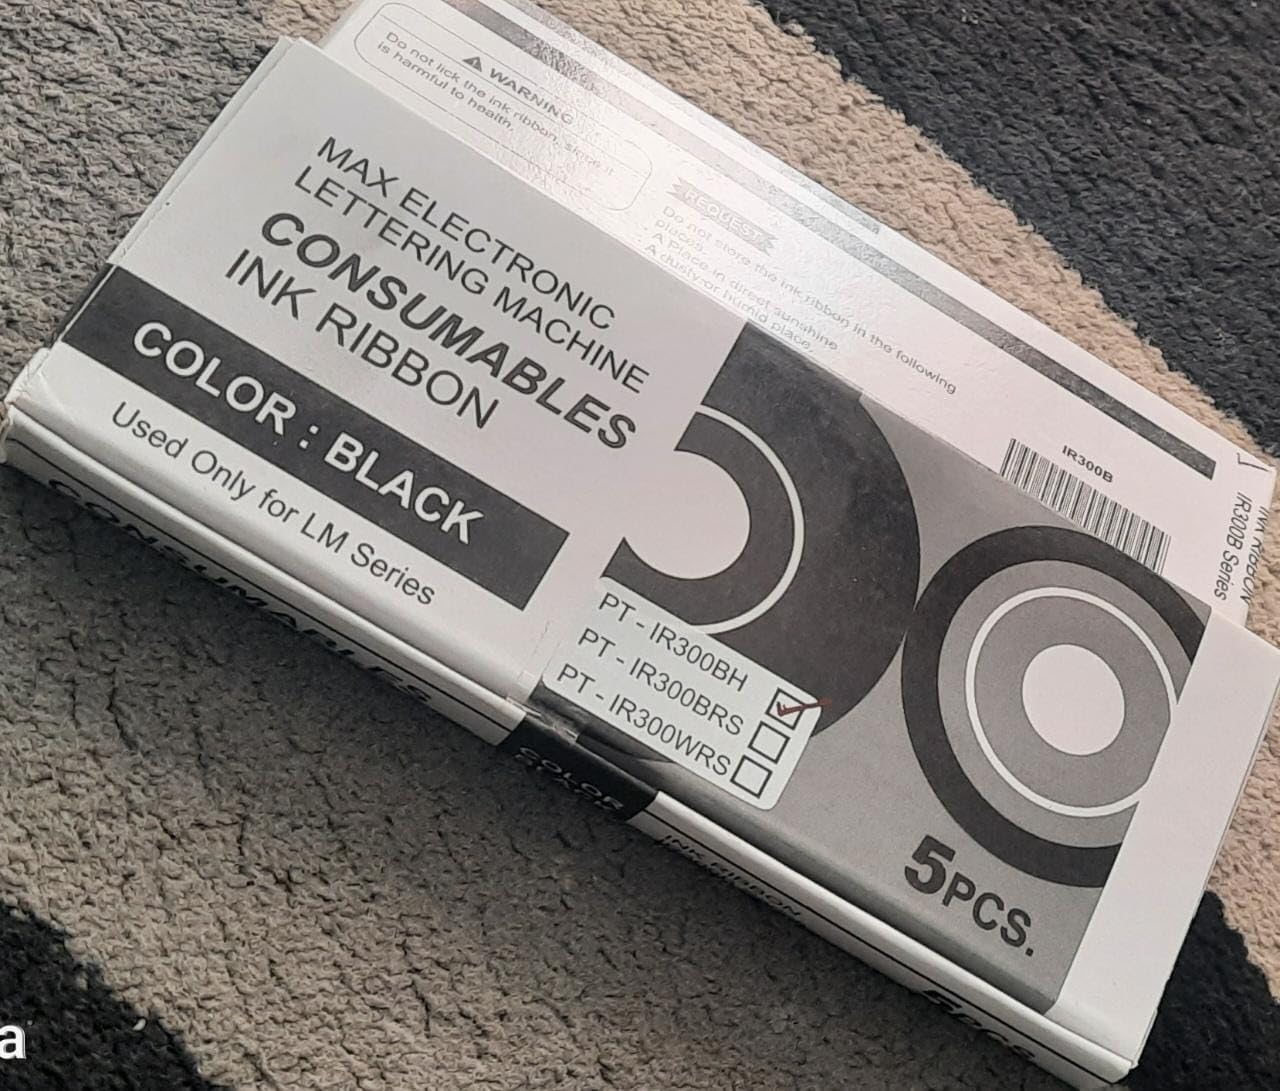 ⚠ WARNING
Do not lick the ink ribbon, store it
is harmful to health.
REQUEST
Do not store the ink ribbon in the following
places.
- A Place in direct sunshine
- A dusty or humid place.
MAX ELECTRONIC
LETTERING MACHINE
CONSUMABLES
INK RIBBON
COLOR : BLACK
Used Only for LM Series
IR300B
INK RIBBON
IR300B Series
PT - IR300BH
PT - IR300BRS
PT - IR300WRS
5PCS.
CONSUMABLES
COLOR
INK RIBBON
5PCS.
a